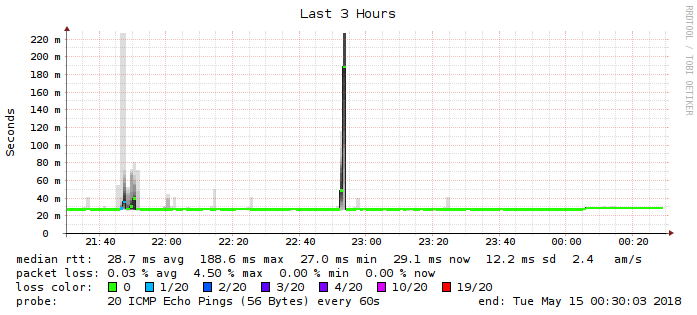 Last 3 Hours
RRDTOOL / TOBI OETIKER
Seconds
220 m
200 m
180 m
160 m
140 m
120 m
100 m
80 m
60 m
40 m
20 m
0
21:40 22:00 22:20 22:40 23:00 23:20 23:40 00:00 00:20
median rtt: 28.7 ms avg 188.6 ms max 27.0 ms min 29.1 ms now 12.2 ms sd 2.4 am/s
packet loss: 0.03 % avg 4.50 % max 0.00 % min 0.00 % now
loss color: 0 1/20 2/20 3/20 4/20 10/20 19/20
probe: 20 ICMP Echo Pings (56 Bytes) every 60s end: Tue May 15 00:30:03 2018